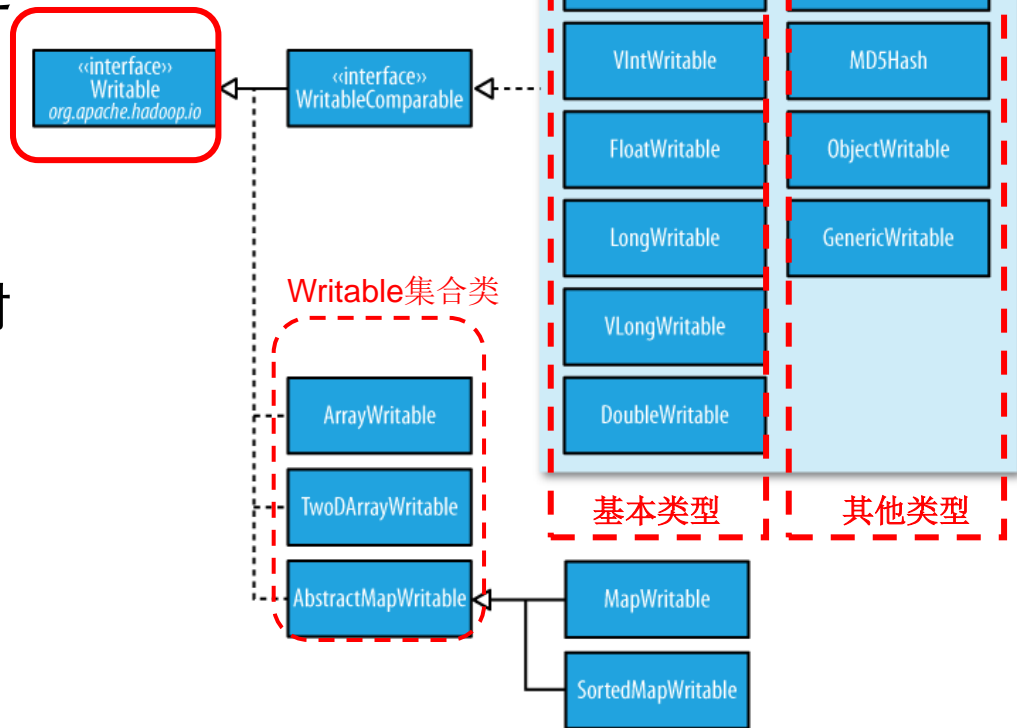 «interface»
Writable
org.apache.hadoop.io
«interface»
WritableComparable
VIntWritable
MD5Hash
FloatWritable
ObjectWritable
LongWritable
GenericWritable
VLongWritable
DoubleWritable
基本类型
其他类型
Writable集合类
ArrayWritable
TwoDArrayWritable
AbstractMapWritable
MapWritable
SortedMapWritable